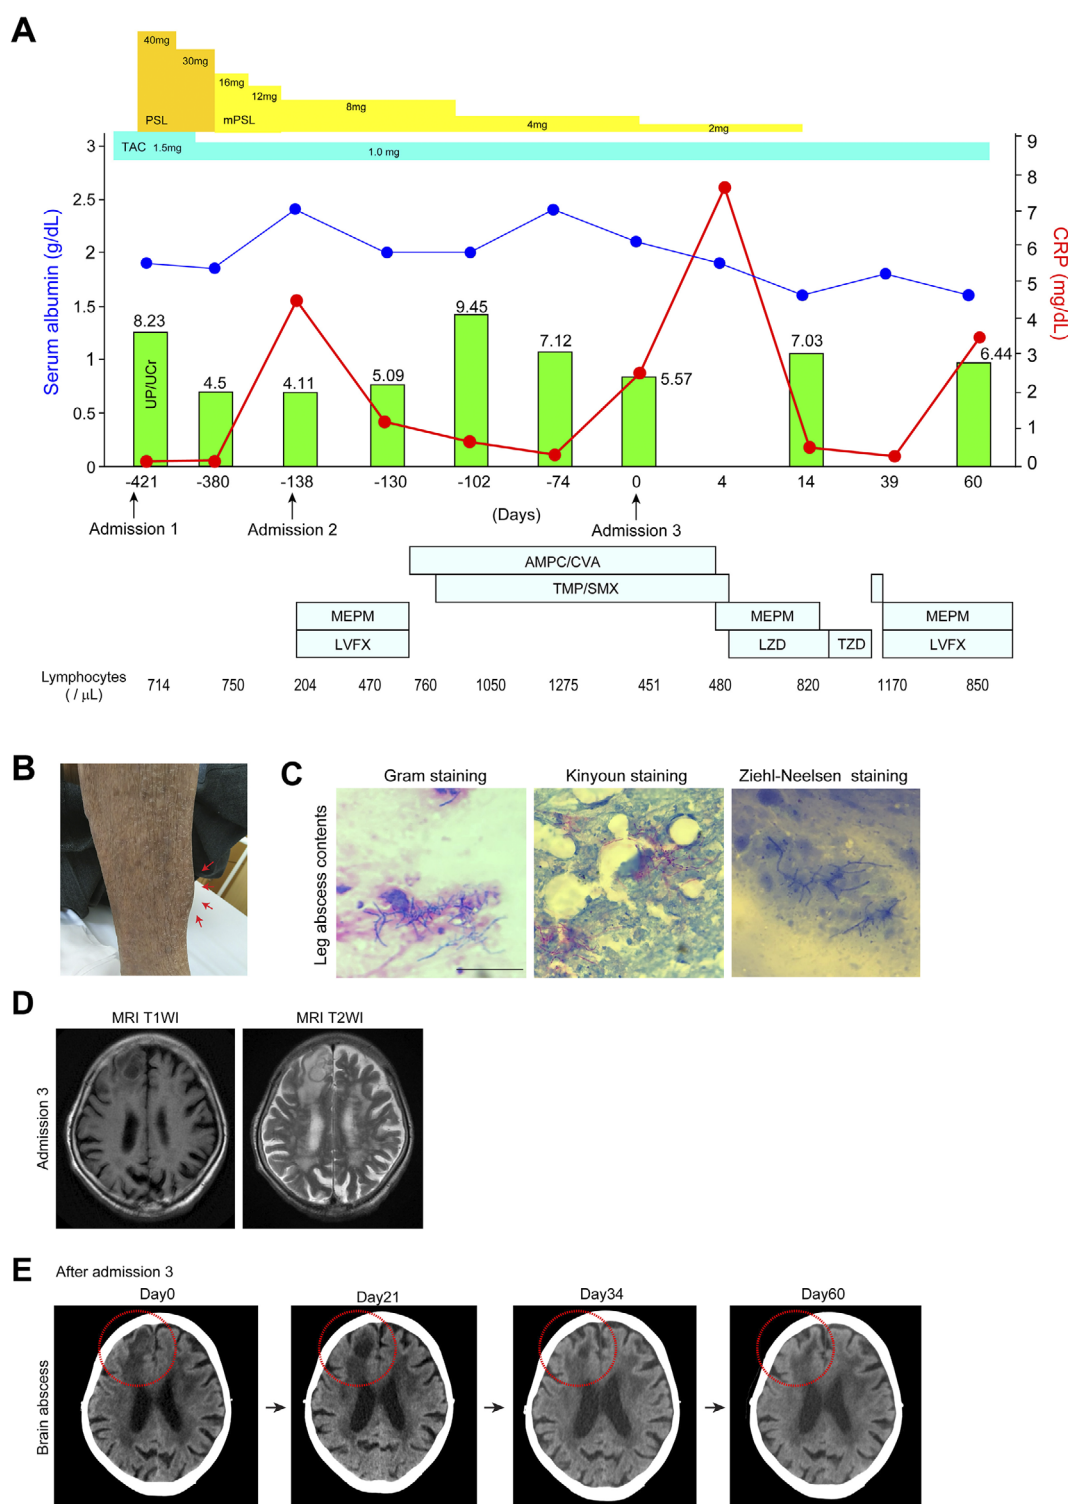 A
40mg
30mg
16mg
12mg
8mg
4mg
2mg
PSL
mPSL
TAC 1.5mg
1.0 mg
3
2.5
2
1.5
1
0.5
0
Serum albumin (g/dL)
9
8
7
6
5
4
3
2
1
0
CRP (mg/dL)
8.23
4.5
4.11
5.09
9.45
7.12
5.57
7.03
6.44
UP/UCr
-421 -380 -138 -130 -102 -74 0 4 14 39 60
(Days)
Admission 1
Admission 2
Admission 3
AMPC/CVA
TMP/SMX
MEPM
MEPM
MEPM
LVFX
LZD
TZD
LVFX
Lymphocytes
( / μL)
714 750 204 470 760 1050 1275 451 480 820 1170 850
B
C
Gram staining
Kinyoun staining
Ziehl-Neelsen staining
Leg abscess contents
D
MRI T1WI
MRI T2WI
Admission 3
E
After admission 3
Day0
Day21
Day34
Day60
Brain abscess